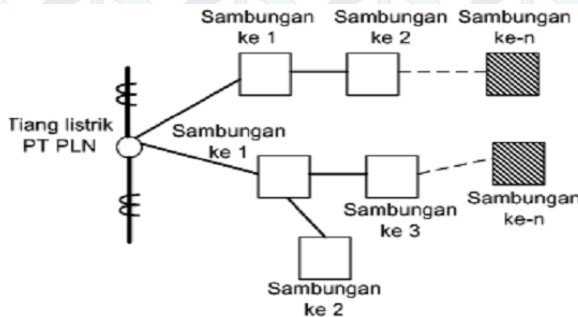 Sambungan
ke 1
Sambungan
ke 2
Sambungan
ke-n
Tiang listrik
PT PLN
Sambungan
ke 1
Sambungan
ke 3
Sambungan
ke-n
Sambungan
ke 2